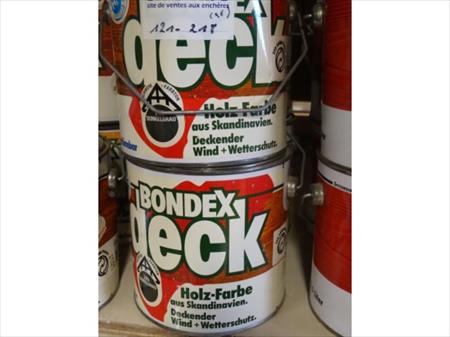 site de ventes aux enchères
121-218
deck
Holz-Farbe
aus Skandinavien.
Deckender
Wind + Wetterschutz.
BONDEX
deck
Holz-Farbe
aus Skandinavien.
Deckender
Wind + Wetterschutz.